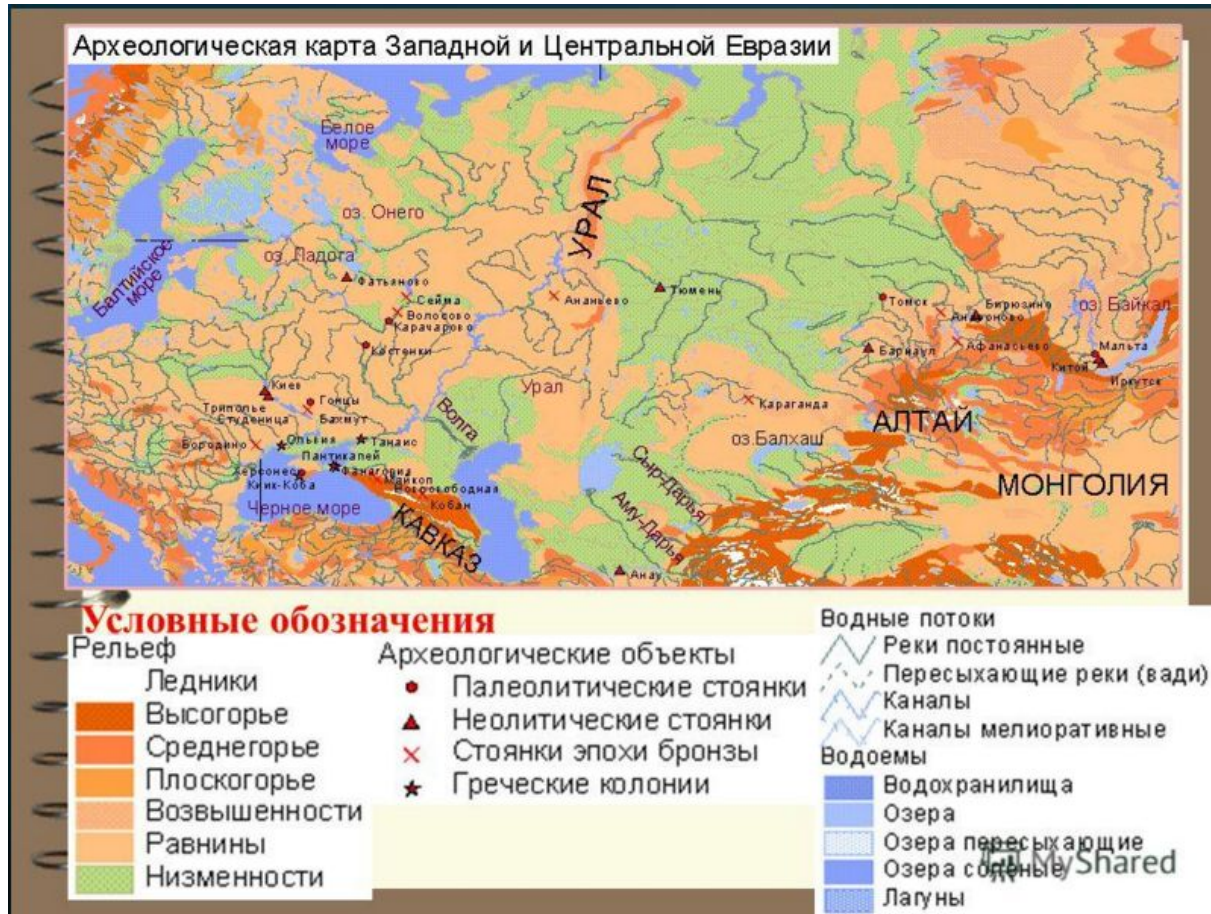 Археологическая карта Западной и Центральной Евразии
Белое
море
оз. Онего
УРАЛ
оз. Ладога
Балтийское
море
Фатьяново
Сейма
Волосово
Карачарово
Костенки
Ананьево
Тюмень
Томск
Бирюзино
оз. Байкал
Андроново
Афанасьево
Барнаул
Мальта
Китой
Иркутск
Киев
Гонцы
Триполье
Студеница
Бахмут
Урал
Волга
Караганда
АЛТАЙ
оз.Балхаш
Бородино
Ольвия
Танаис
Пантикапей
Херсонес
Фанагория
Киик-Коба
Майкоп
Новосвободная
Кобан
Черное море
КАВКАЗ
Сыр-Дарья
Аму-Дарья
МОНГОЛИЯ
Анау
Условные обозначения
Рельеф
Ледники
Высогорье
Среднегорье
Плоскогорье
Возвышенности
Равнины
Низменности
Археологические объекты
Палеолитические стоянки
Неолитические стоянки
Стоянки эпохи бронзы
Греческие колонии
Водные потоки
Реки постоянные
Пересыхающие реки (вади)
Каналы
Каналы мелиоративные
Водоемы
Водохранилища
Озера
Озера пересыхающие
Озера соленые
Лагуны
MyShared